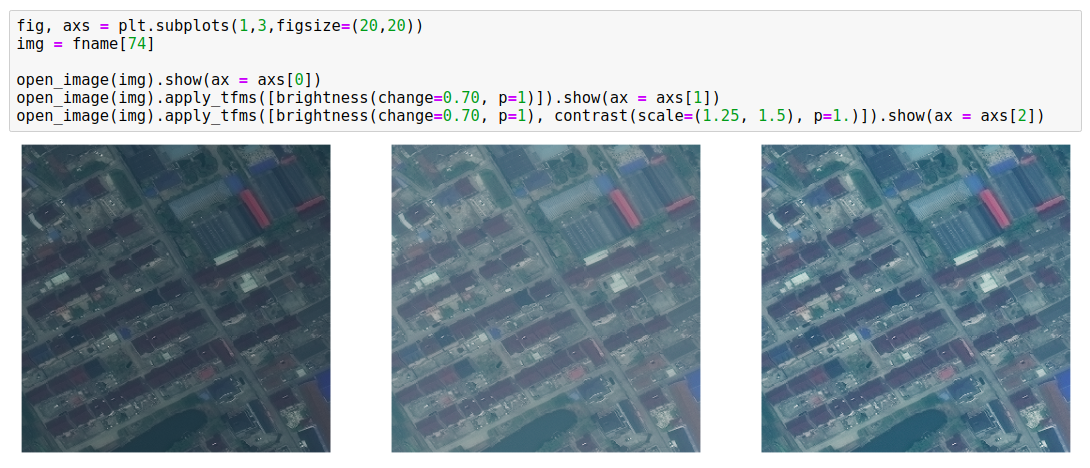 fig, axs = plt.subplots(1,3,figsize=(20,20))
img = fname[74]
open_image(img).show(ax = axs[0])
open_image(img).apply_tfms([brightness(change=0.70, p=1)]).show(ax = axs[1])
open_image(img).apply_tfms([brightness(change=0.70, p=1), contrast(scale=(1.25, 1.5), p=1.)]).show(ax = axs[2])